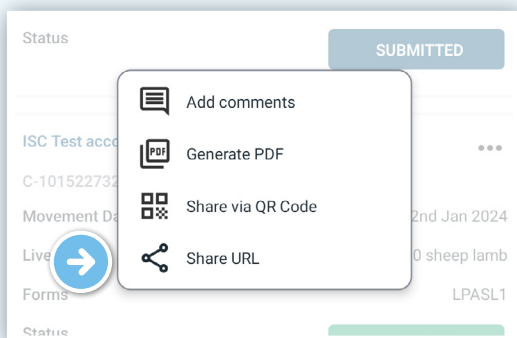 Status
SUBMITTED
Add comments
ISC Test acco
PDF
Generate PDF
C-101522732
Share via QR Code
Movement Da
2nd Jan 2024
Live
Share URL
0 sheep lamb
Forms
LPASL1
Status